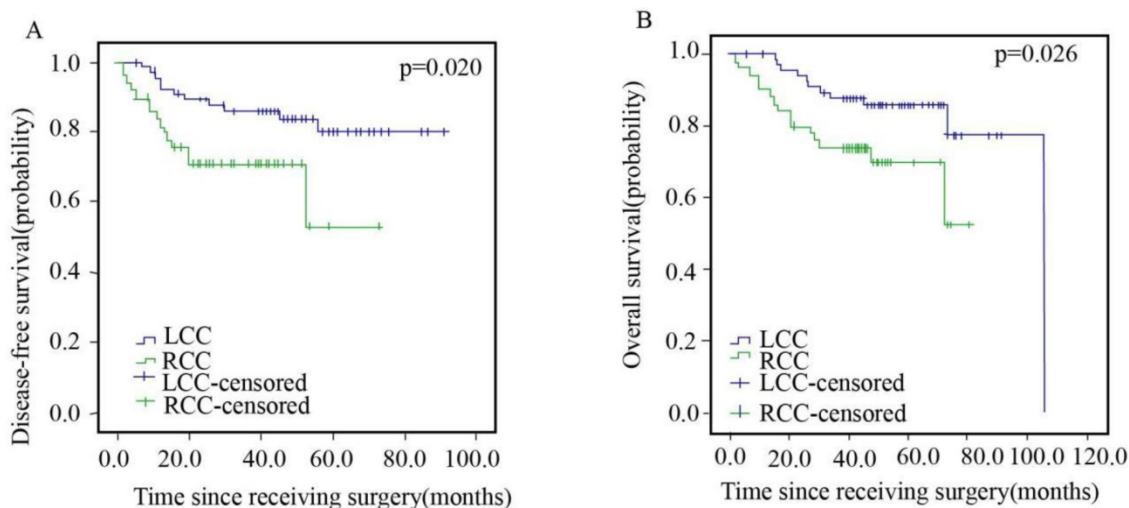 A
p=0.020
Disease-free survival(probability)
1.0
0.8
0.6
0.4
0.2
0.0
LCC
RCC
LCC-censored
RCC-censored
0.0 20.0 40.0 60.0 80.0 100.0
Time since receiving surgery(months)
B
p=0.026
Overall survival(probability)
1.0
0.8
0.6
0.4
0.2
0.0
LCC
RCC
LCC-censored
RCC-censored
0.0 20.0 40.0 60.0 80.0 100.0 120.0
Time since receiving surgery(months)